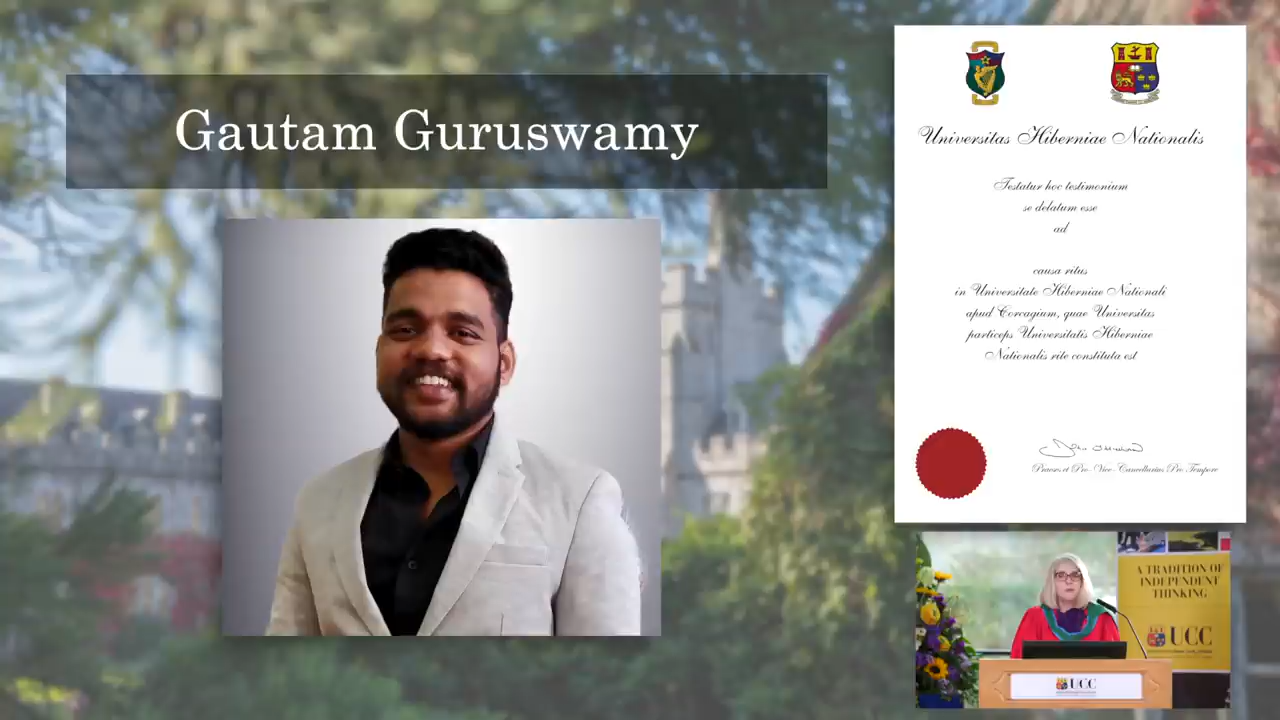 Gautam Guruswamy
Universitas Hiberniae Nationalis
Testatur hoc testimonium
se delatum esse
ad
causa ritus
in Universitate Hiberniae Nationali
apud Corcagium, quae Universitas
particeps Universitatis Hiberniae
Nationalis rite constituta est
Praeses et Pro-Vice-Cancellarius Pro Tempore
A TRADITION OF
INDEPENDENT
THINKING
UCC
UCC